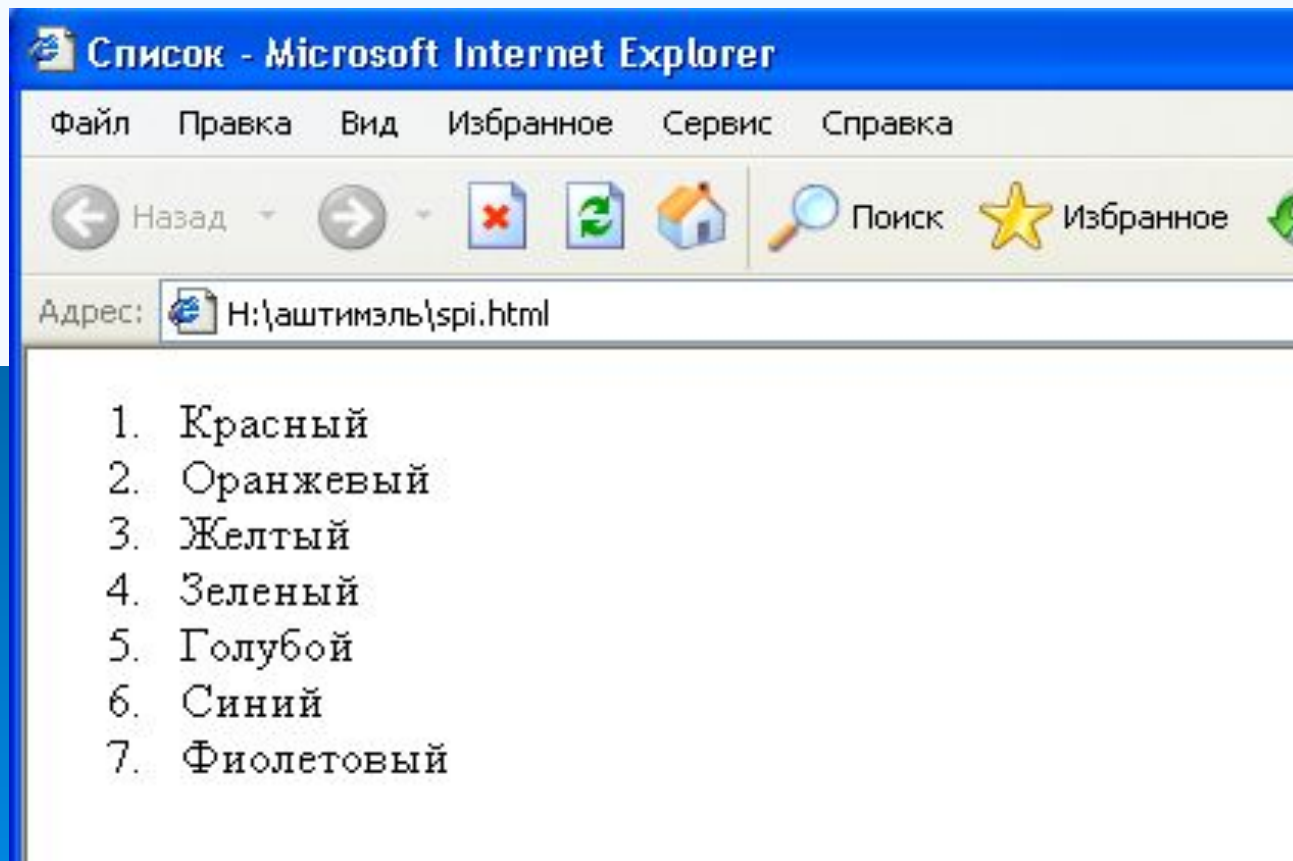 Список - Microsoft Internet Explorer
Файл Правка Вид Избранное Сервис Справка
Назад Поиск Избранное
Адрес: H:\аштимэль\spi.html
1. Красный
2. Оранжевый
3. Желтый
4. Зеленый
5. Голубой
6. Синий
7. Фиолетовый